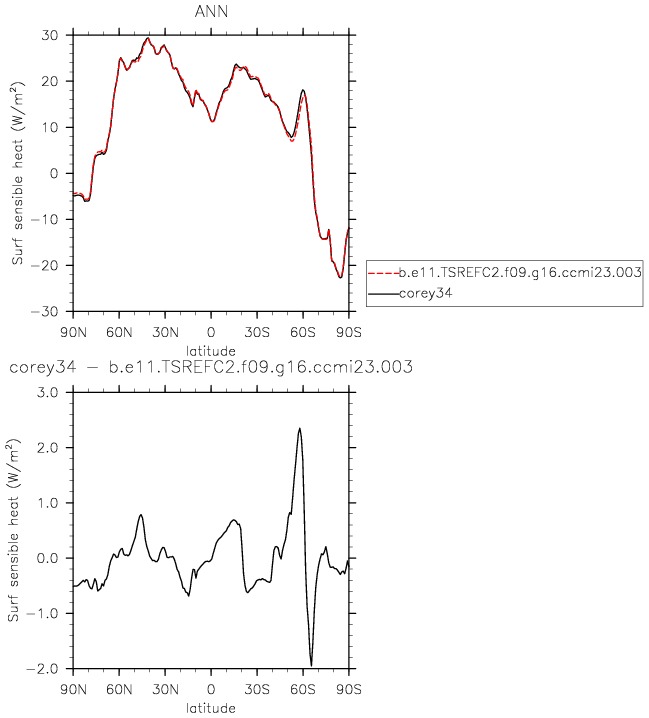 ANN
30
20
10
0
−10
−20
−30
Surf sensible heat (W/m²)
90N 60N 30N 0 30S 60S 90S
latitude
b.e11.TSREFC2.f09.g16.ccmi23.003
corey34
corey34 − b.e11.TSREFC2.f09.g16.ccmi23.003
3.0
2.0
1.0
0.0
−1.0
−2.0
Surf sensible heat (W/m²)
90N 60N 30N 0 30S 60S 90S
latitude